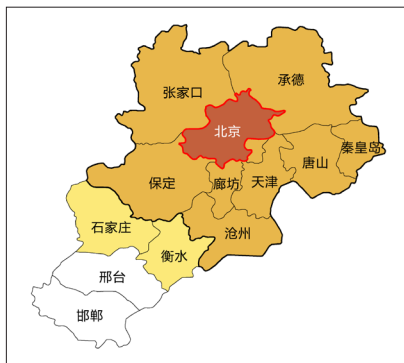 张家口
承德
北京
秦皇岛
唐山
保定
廊坊
天津
石家庄
沧州
衡水
邢台
邯郸